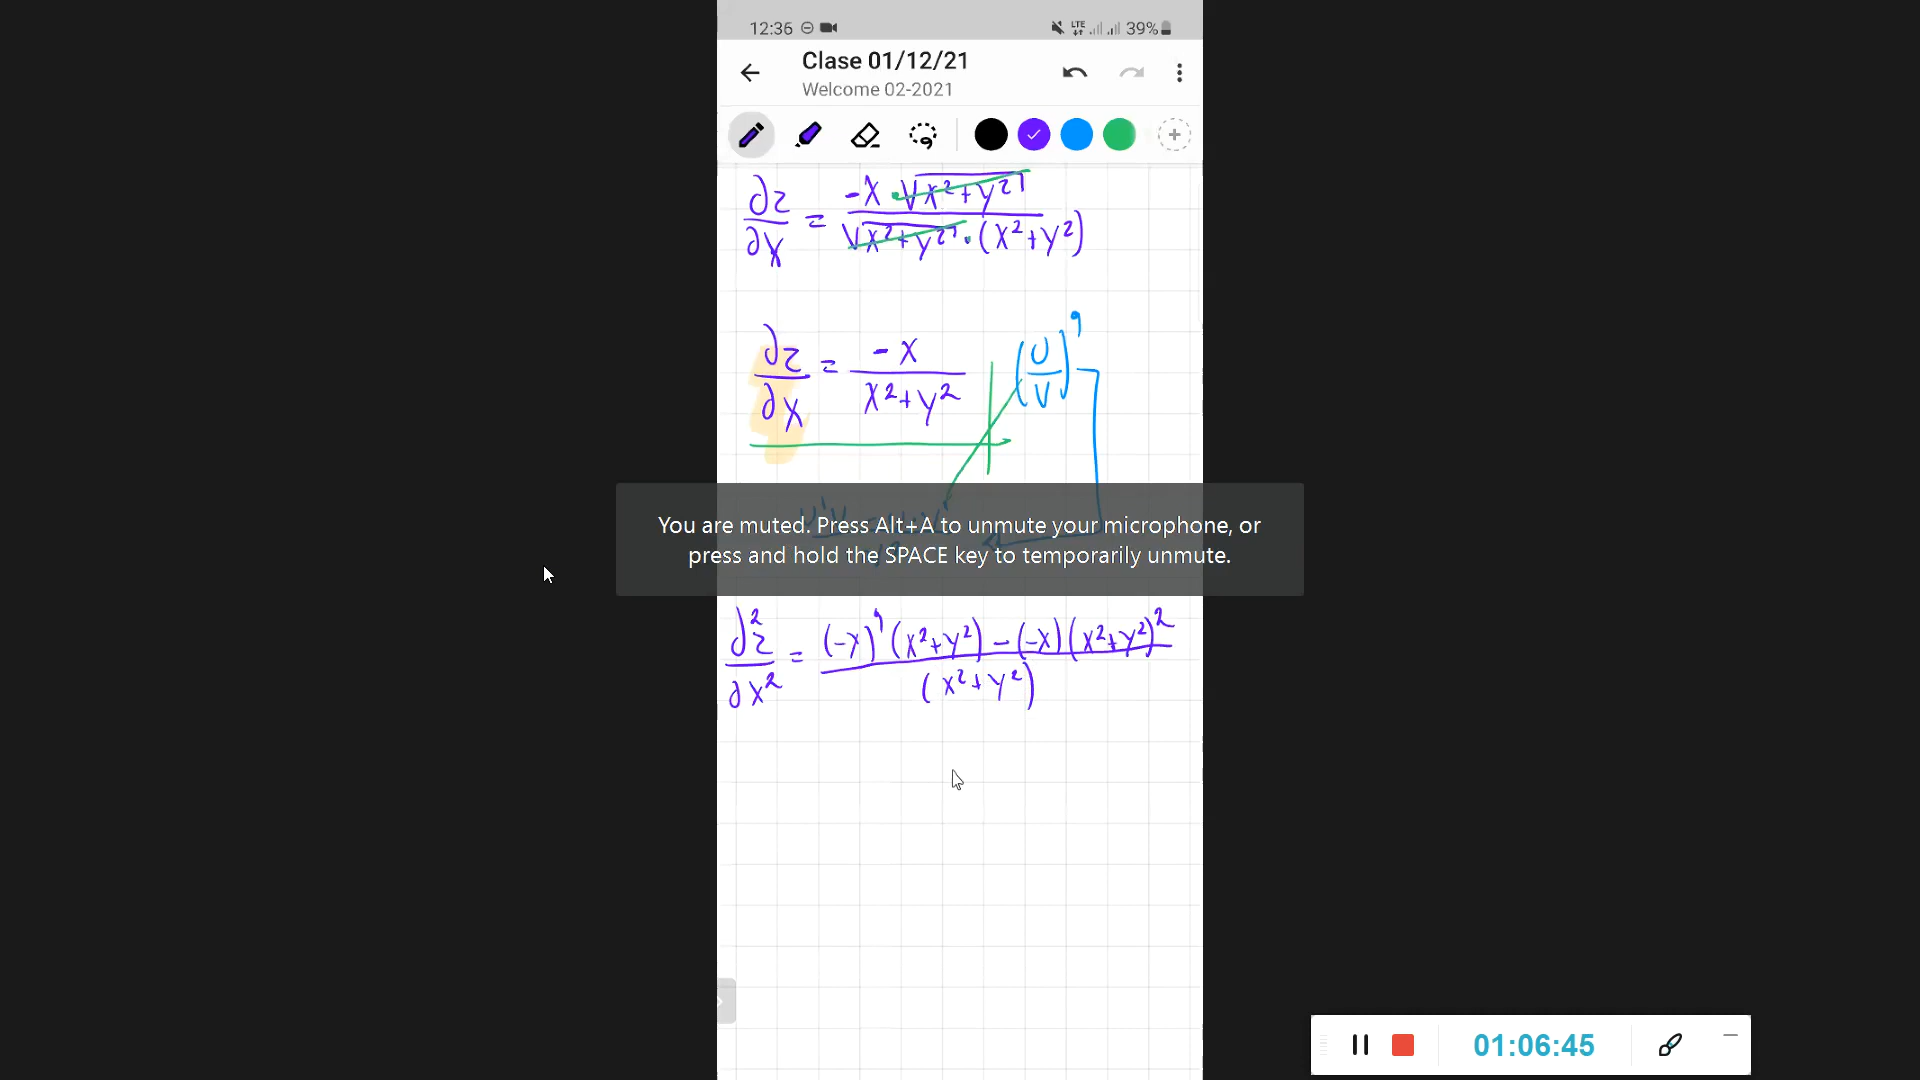 12:36 LTE 39%
Clase 01/12/21
Welcome 02-2021
∂z/∂x = -x · √(x²+y²) / √(x²+y²) · (x²+y²)
∂z/∂x = -x / x²+y² (U/V)'
You are muted. Press Alt+A to unmute your microphone, or
press and hold the SPACE key to temporarily unmute.
∂²z/∂x² = (-x)' (x²+y²) - (-x)(x²+y²)² / (x²+y²)
01:06:45